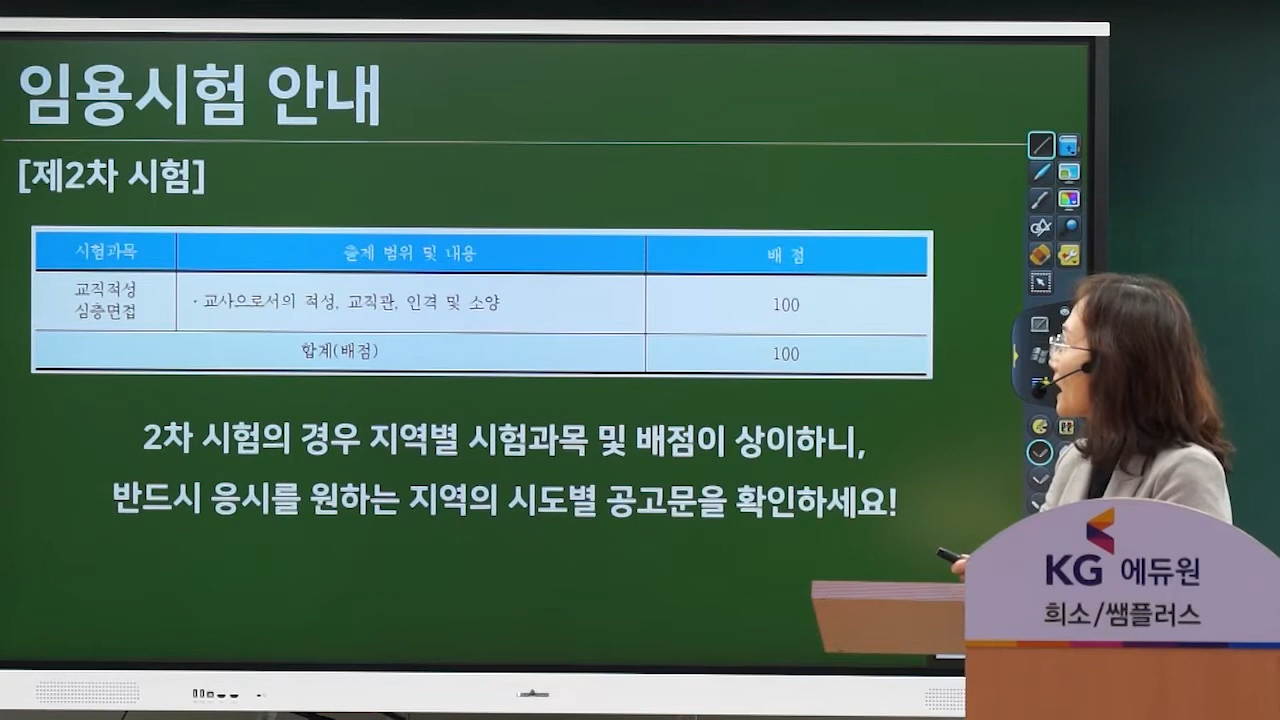 임용시험 안내
[제2차 시험]
시험과목 출제 범위 및 내용 배 점
교직적성
심층면접
· 교사으로서의 적성, 교직관, 인격 및 소양 100
합계(배점) 100
2차 시험의 경우 지역별 시험과목 및 배점이 상이하니,
반드시 응시를 원하는 지역의 시도별 공고문을 확인하세요!
KG 에듀원
희소/쌤플러스